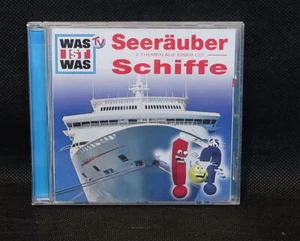 WAS
IST
WAS
TV
Seeräuber
2 THEMEN AUF EINER CD!
Schiffe